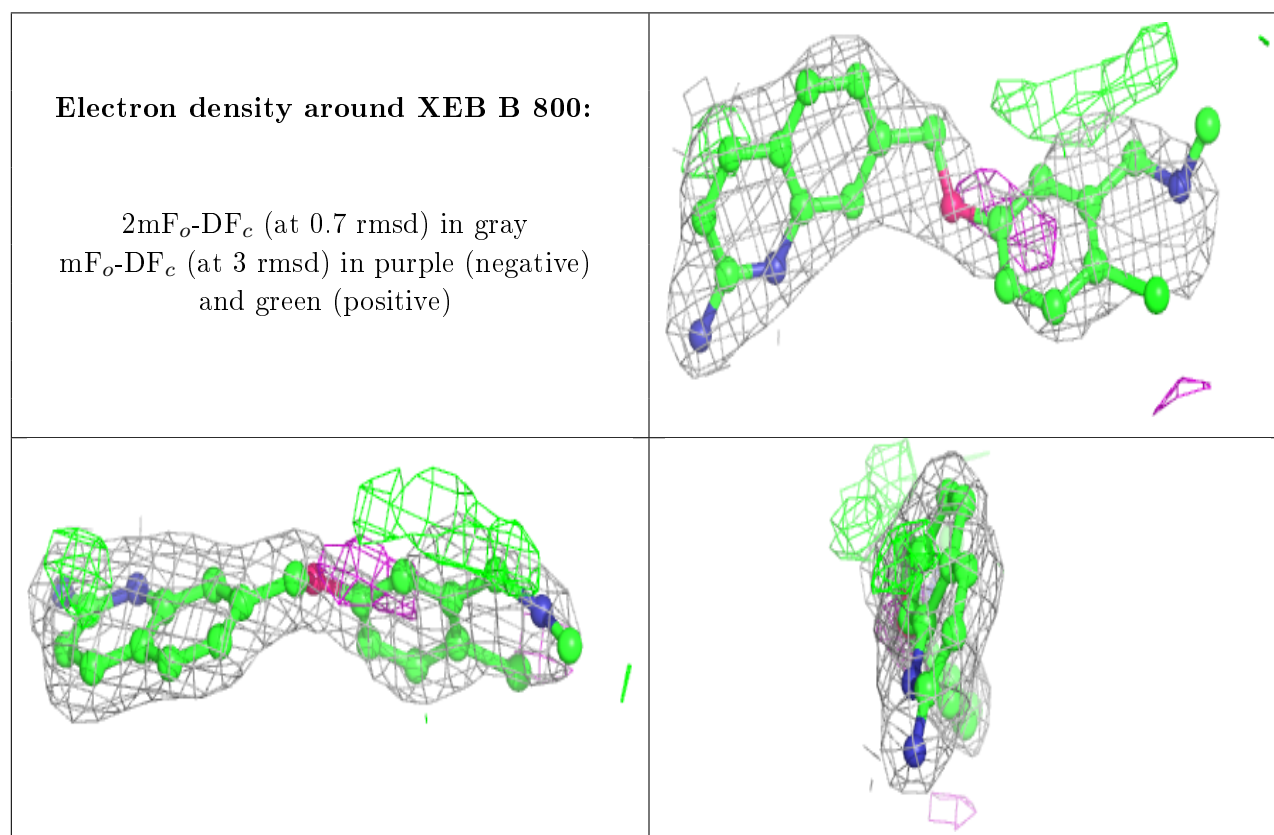 Electron density around XEB B 800:
2mFo-DFc (at 0.7 rmsd) in gray
mFo-DFc (at 3 rmsd) in purple (negative)
and green (positive)